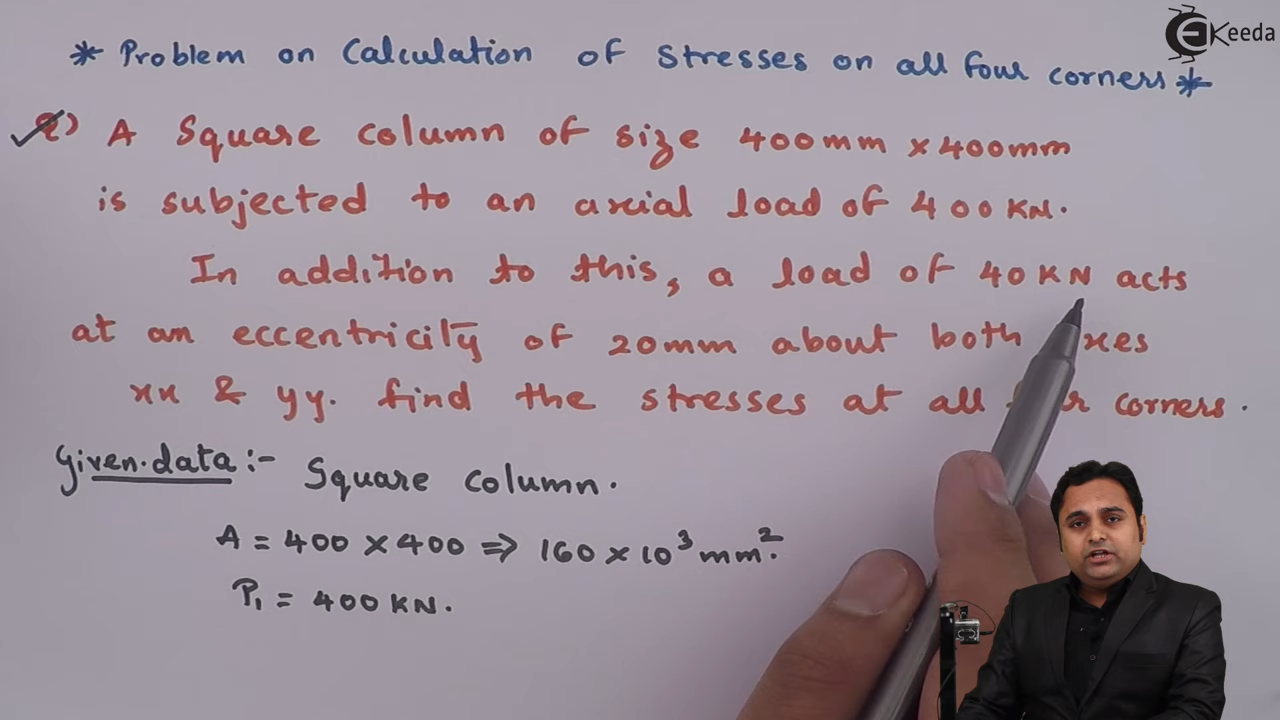 Keeda
* Problem on Calculation of stresses on all four corners *
Q) A square column of size 400mm x 400mm
is subjected to an axial load of 400 KN.
In addition to this, a load of 40 KN acts
at an eccentricity of 20mm about both
xx & yy. find the stresses at all corners.
Given data :- Square column.
A = 400 × 400 ⇒ 160 × 10³ mm².
P₁ = 400 KN.